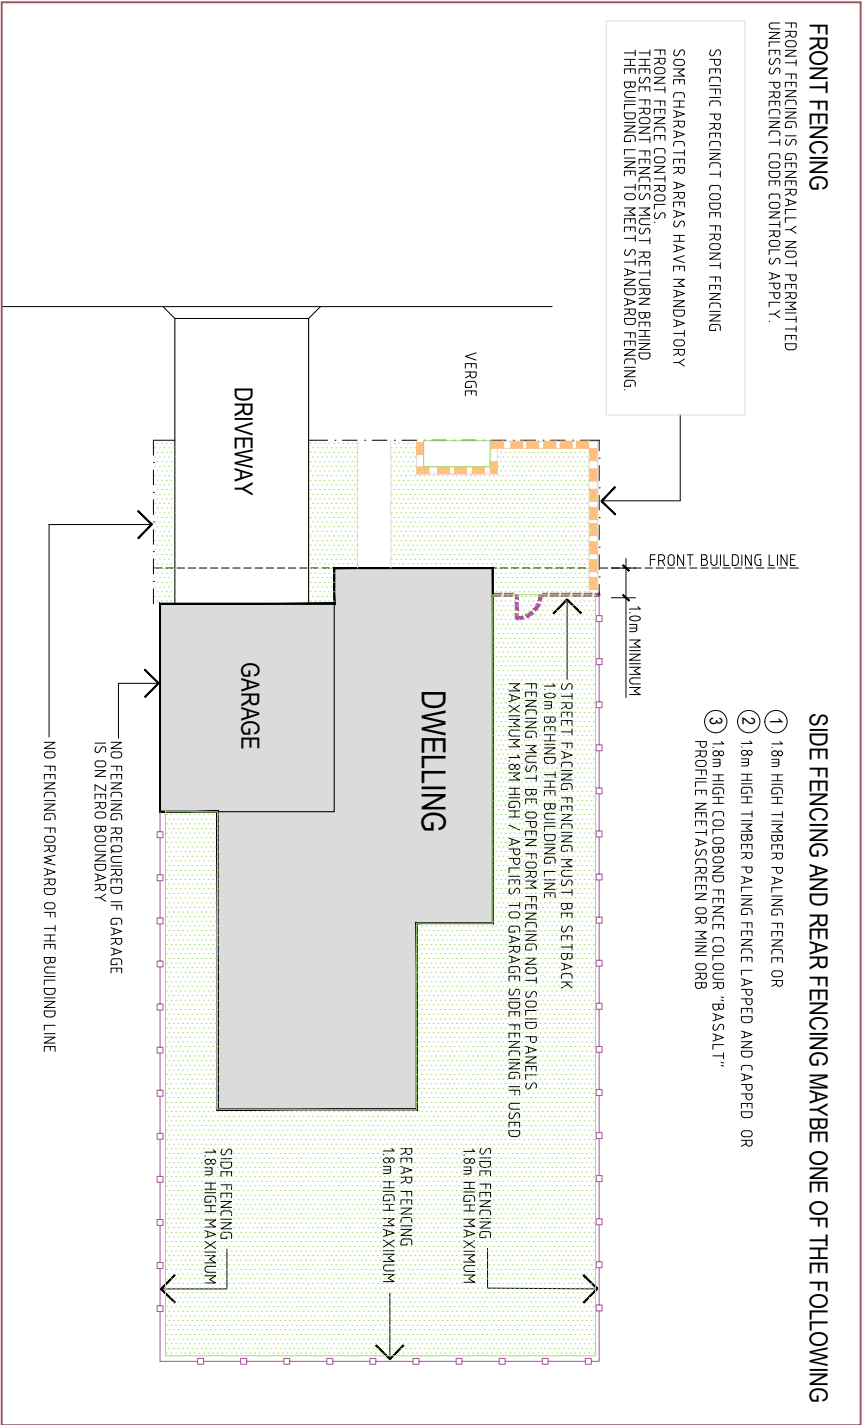 FRONT FENCING
FRONT FENCING IS GENERALLY NOT PERMITTED
UNLESS PRECINCT CODE CONTROLS APPLY.
SPECIFIC PRECINCT CODE FRONT FENCING
SOME CHARACTER AREAS HAVE MANDATORY
FRONT FENCE CONTROLS.
THESE FRONT FENCES MUST RETURN BEHIND
THE BUILDING LINE TO MEET STANDARD FENCING.
SIDE FENCING AND REAR FENCING MAYBE ONE OF THE FOLLOWING
1 1.8m HIGH TIMBER PALING FENCE OR
2 1.8m HIGH TIMBER PALING FENCE LAPPED AND CAPPED OR
3 1.8m HIGH COLOBOND FENCE COLOUR "BASALT"
PROFILE NEETASCREEN OR MINI ORB
FRONT BUILDING LINE
1.0m MINIMUM
VERGE
STREET FACING FENCING MUST BE SETBACK
1.0m BEHIND THE BUILDING LINE
FENCING MUST BE OPEN FORM FENCING NOT SOLID PANELS
MAXIMUM 1.8M HIGH / APPLIES TO GARAGE SIDE FENCING IF USED
DWELLING
DRIVEWAY
GARAGE
SIDE FENCING
1.8m HIGH MAXIMUM
REAR FENCING
1.8m HIGH MAXIMUM
SIDE FENCING
1.8m HIGH MAXIMUM
NO FENCING REQUIRED IF GARAGE
IS ON ZERO BOUNDARY
NO FENCING FORWARD OF THE BUILDIND LINE